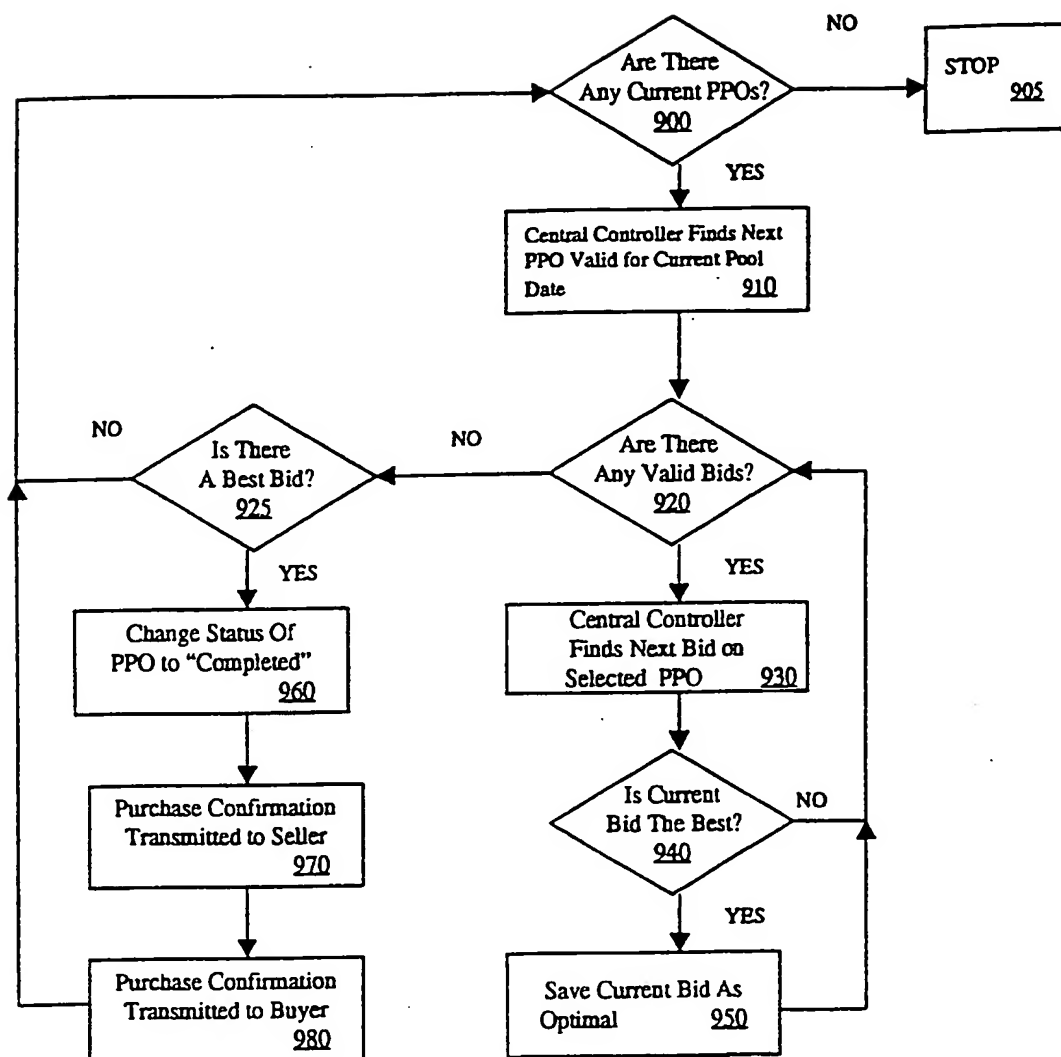 Are There
Any Current PPOs?
900
NO
STOP
905
YES
Central Controller Finds Next
PPO Valid for Current Pool
Date 910
Are There
Any Valid Bids?
920
NO
Is There
A Best Bid?
925
NO
YES
Change Status Of
PPO to "Completed"
960
Purchase Confirmation
Transmitted to Seller
970
Purchase Confirmation
Transmitted to Buyer
980
YES
Central Controller
Finds Next Bid on
Selected PPO 930
Is Current
Bid The Best?
940
NO
YES
Save Current Bid As
Optimal 950